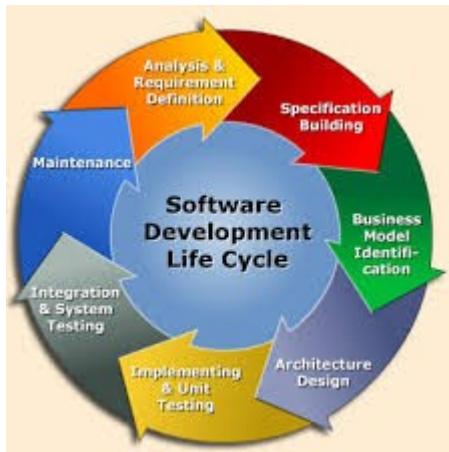 Software
Development
Life Cycle
Analysis &
Requirement
Definition
Specification
Building
Business
Model
Identifi-
cation
Architecture
Design
Implementing
& Unit
Testing
Integration
& System
Testing
Maintenance